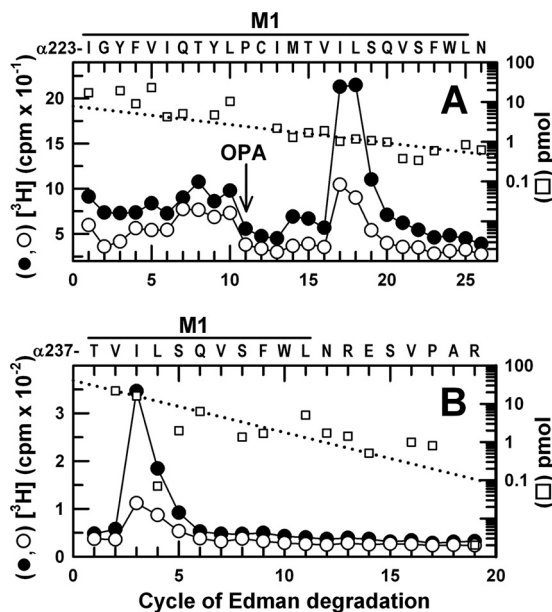 M1
α223- I G Y F V I Q T Y L P C I M T V I L S Q V S F W L N
A
OPA
(●, ○) [³H] (cpm x 10⁻¹)
20
15
10
5
100
10
1
0.1
(□) pmol
0 5 10 15 20 25
M1
α237- T V I L S Q V S F W L N R E S V P A R
B
(●, ○) [³H] (cpm x 10⁻²)
3
2
1
0
100
10
1
0.1
(□) pmol
0 5 10 15 20
Cycle of Edman degradation